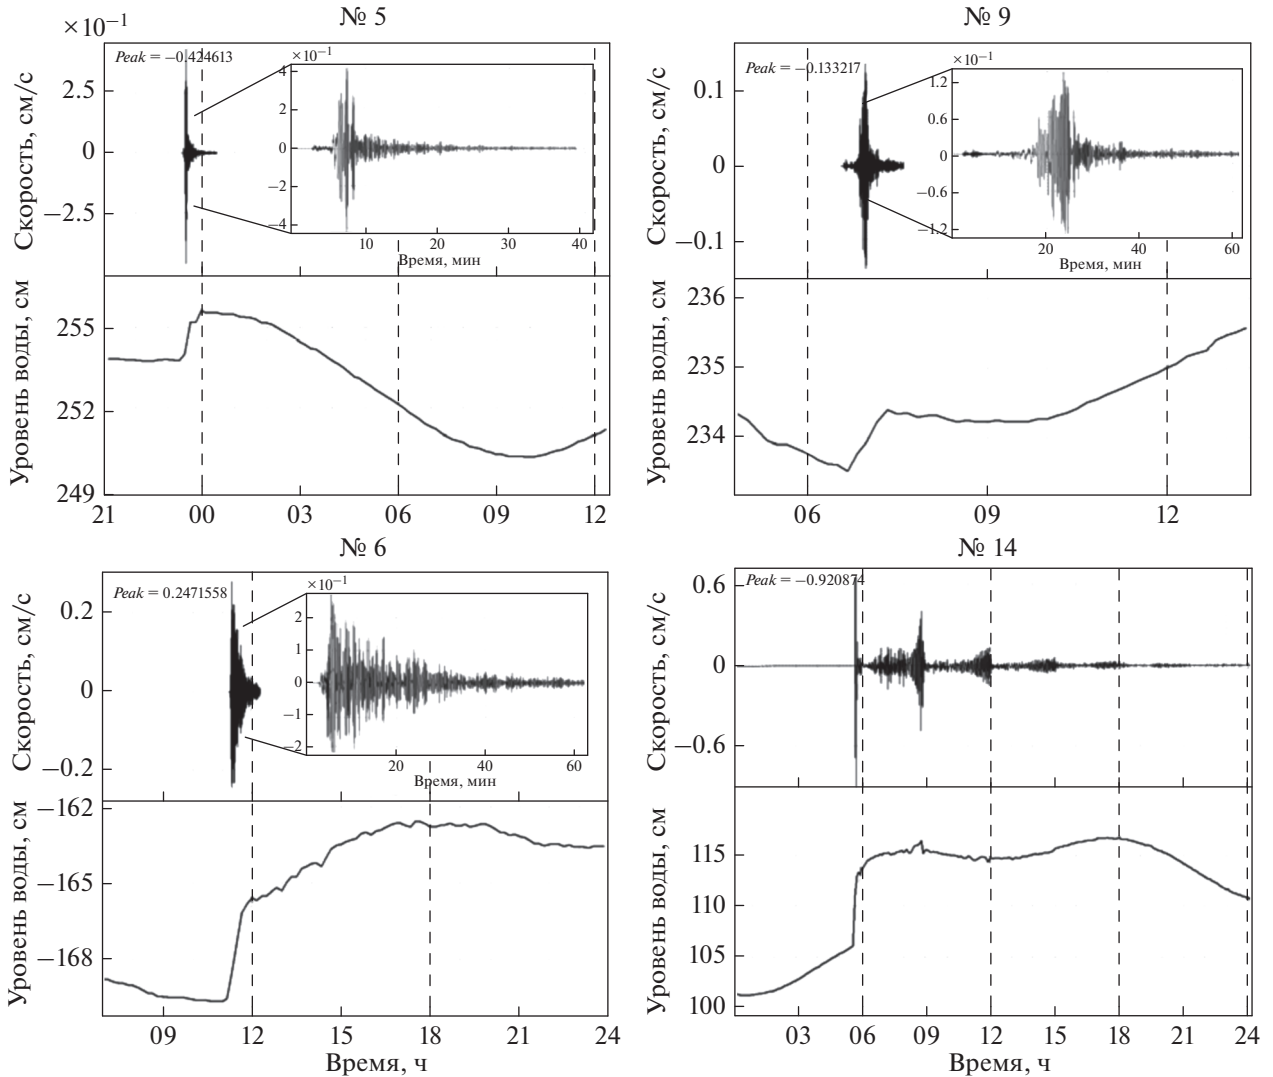 № 5
×10⁻¹
Peak = −0.424613
Скорость, см/с
2.5
0
−2.5
×10⁻¹
4
2
0
−2
−4
10 20 30 40
Время, мин
Уровень воды, см
255
252
249
21 00 03 06 09 12
№ 9
Peak = −0.133217
Скорость, см/с
0.1
0
−0.1
×10⁻¹
1.2
0.6
0
−0.6
−1.2
20 40 60
Время, мин
Уровень воды, см
236
235
234
06 09 12
№ 6
Peak = 0.2471558
Скорость, см/с
0.2
0
−0.2
×10⁻¹
2
1
0
−1
−2
20 40 60
Время, мин
Уровень воды, см
−162
−165
−168
09 12 15 18 21 24
Время, ч
№ 14
Peak = −0.920874
Скорость, см/с
0.6
0
−0.6
Уровень воды, см
115
110
105
100
03 06 09 12 15 18 21 24
Время, ч